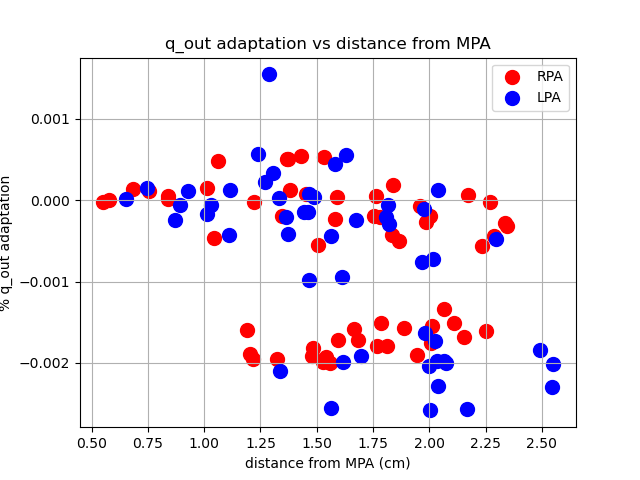 q_out adaptation vs distance from MPA
RPA
LPA
% q_out adaptation
0.001
0.000
−0.001
−0.002
0.50 0.75 1.00 1.25 1.50 1.75 2.00 2.25 2.50
distance from MPA (cm)